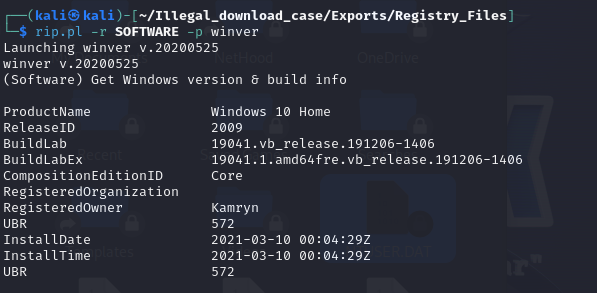 ┌──(kali㉿kali)-[~/Illegal_download_case/Exports/Registry_Files]
└─$ rip.pl -r SOFTWARE -p winver
Launching winver v.20200525
winver v.20200525
(Software) Get Windows version & build info
ProductName Windows 10 Home
ReleaseID 2009
BuildLab 19041.vb_release.191206-1406
BuildLabEx 19041.1.amd64fre.vb_release.191206-1406
CompositionEditionID Core
RegisteredOrganization
RegisteredOwner Kamryn
UBR 572
InstallDate 2021-03-10 00:04:29Z
InstallTime 2021-03-10 00:04:29Z
UBR 572